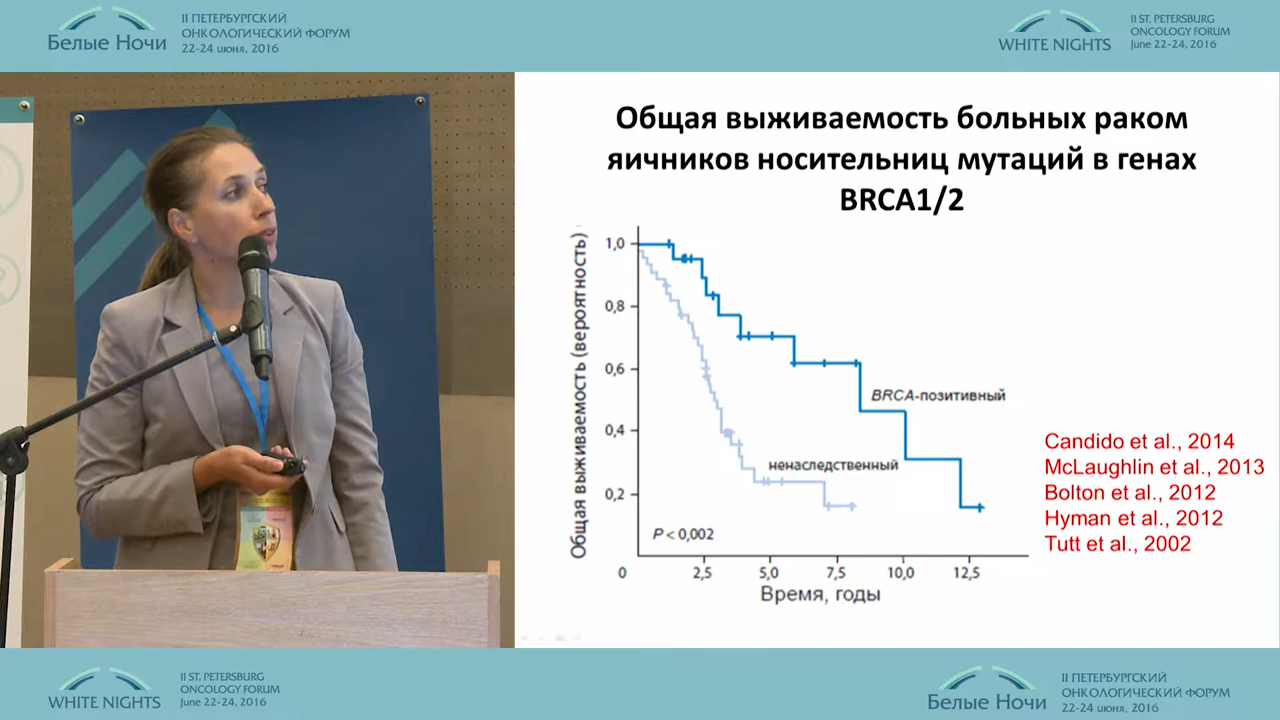 Белые Ночи
II ПЕТЕРБУРГСКИЙ
ОНКОЛОГИЧЕСКИЙ ФОРУМ
22-24 июня, 2016
WHITE NIGHTS
II ST. PETERSBURG
ONCOLOGY FORUM
June 22-24, 2016
Общая выживаемость больных раком
яичников носительниц мутаций в генах
BRCA1/2
Общая выживаемость (вероятность)
1,0
0,8
0,6
0,4
0,2
0
2,5
5,0
7,5
10,0
12,5
Время, годы
BRCA-позитивный
ненаследственный
P < 0,002
Candido et al., 2014
McLaughlin et al., 2013
Bolton et al., 2012
Hyman et al., 2012
Tutt et al., 2002
WHITE NIGHTS
II ST. PETERSBURG
ONCOLOGY FORUM
June 22-24, 2016
Белые Ночи
II ПЕТЕРБУРГСКИЙ
ОНКОЛОГИЧЕСКИЙ ФОРУМ
22-24 июня, 2016